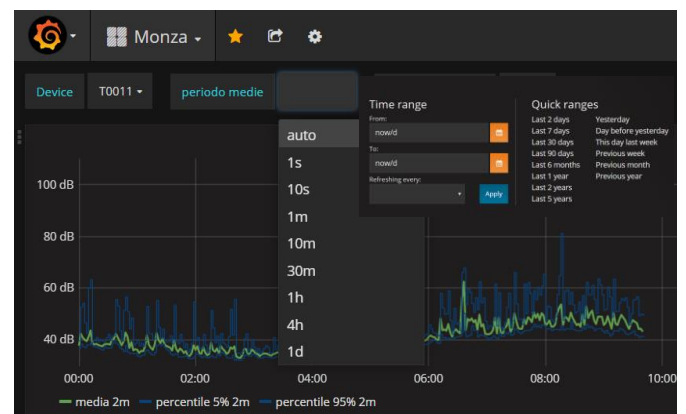 Monza
Device T0011 periodo medie
auto
1s
10s
1m
10m
30m
1h
4h
1d
Time range
From:
now/d
To:
now/d
Refreshing every:
Apply
Quick ranges
Last 2 days Yesterday
Last 7 days Day before yesterday
Last 30 days This day last week
Last 90 days Previous week
Last 6 months Previous month
Last 1 year Previous year
Last 2 years
Last 5 years
100 dB
80 dB
60 dB
40 dB
00:00 02:00 04:00 06:00 08:00 10:00
media 2m percentile 5% 2m percentile 95% 2m